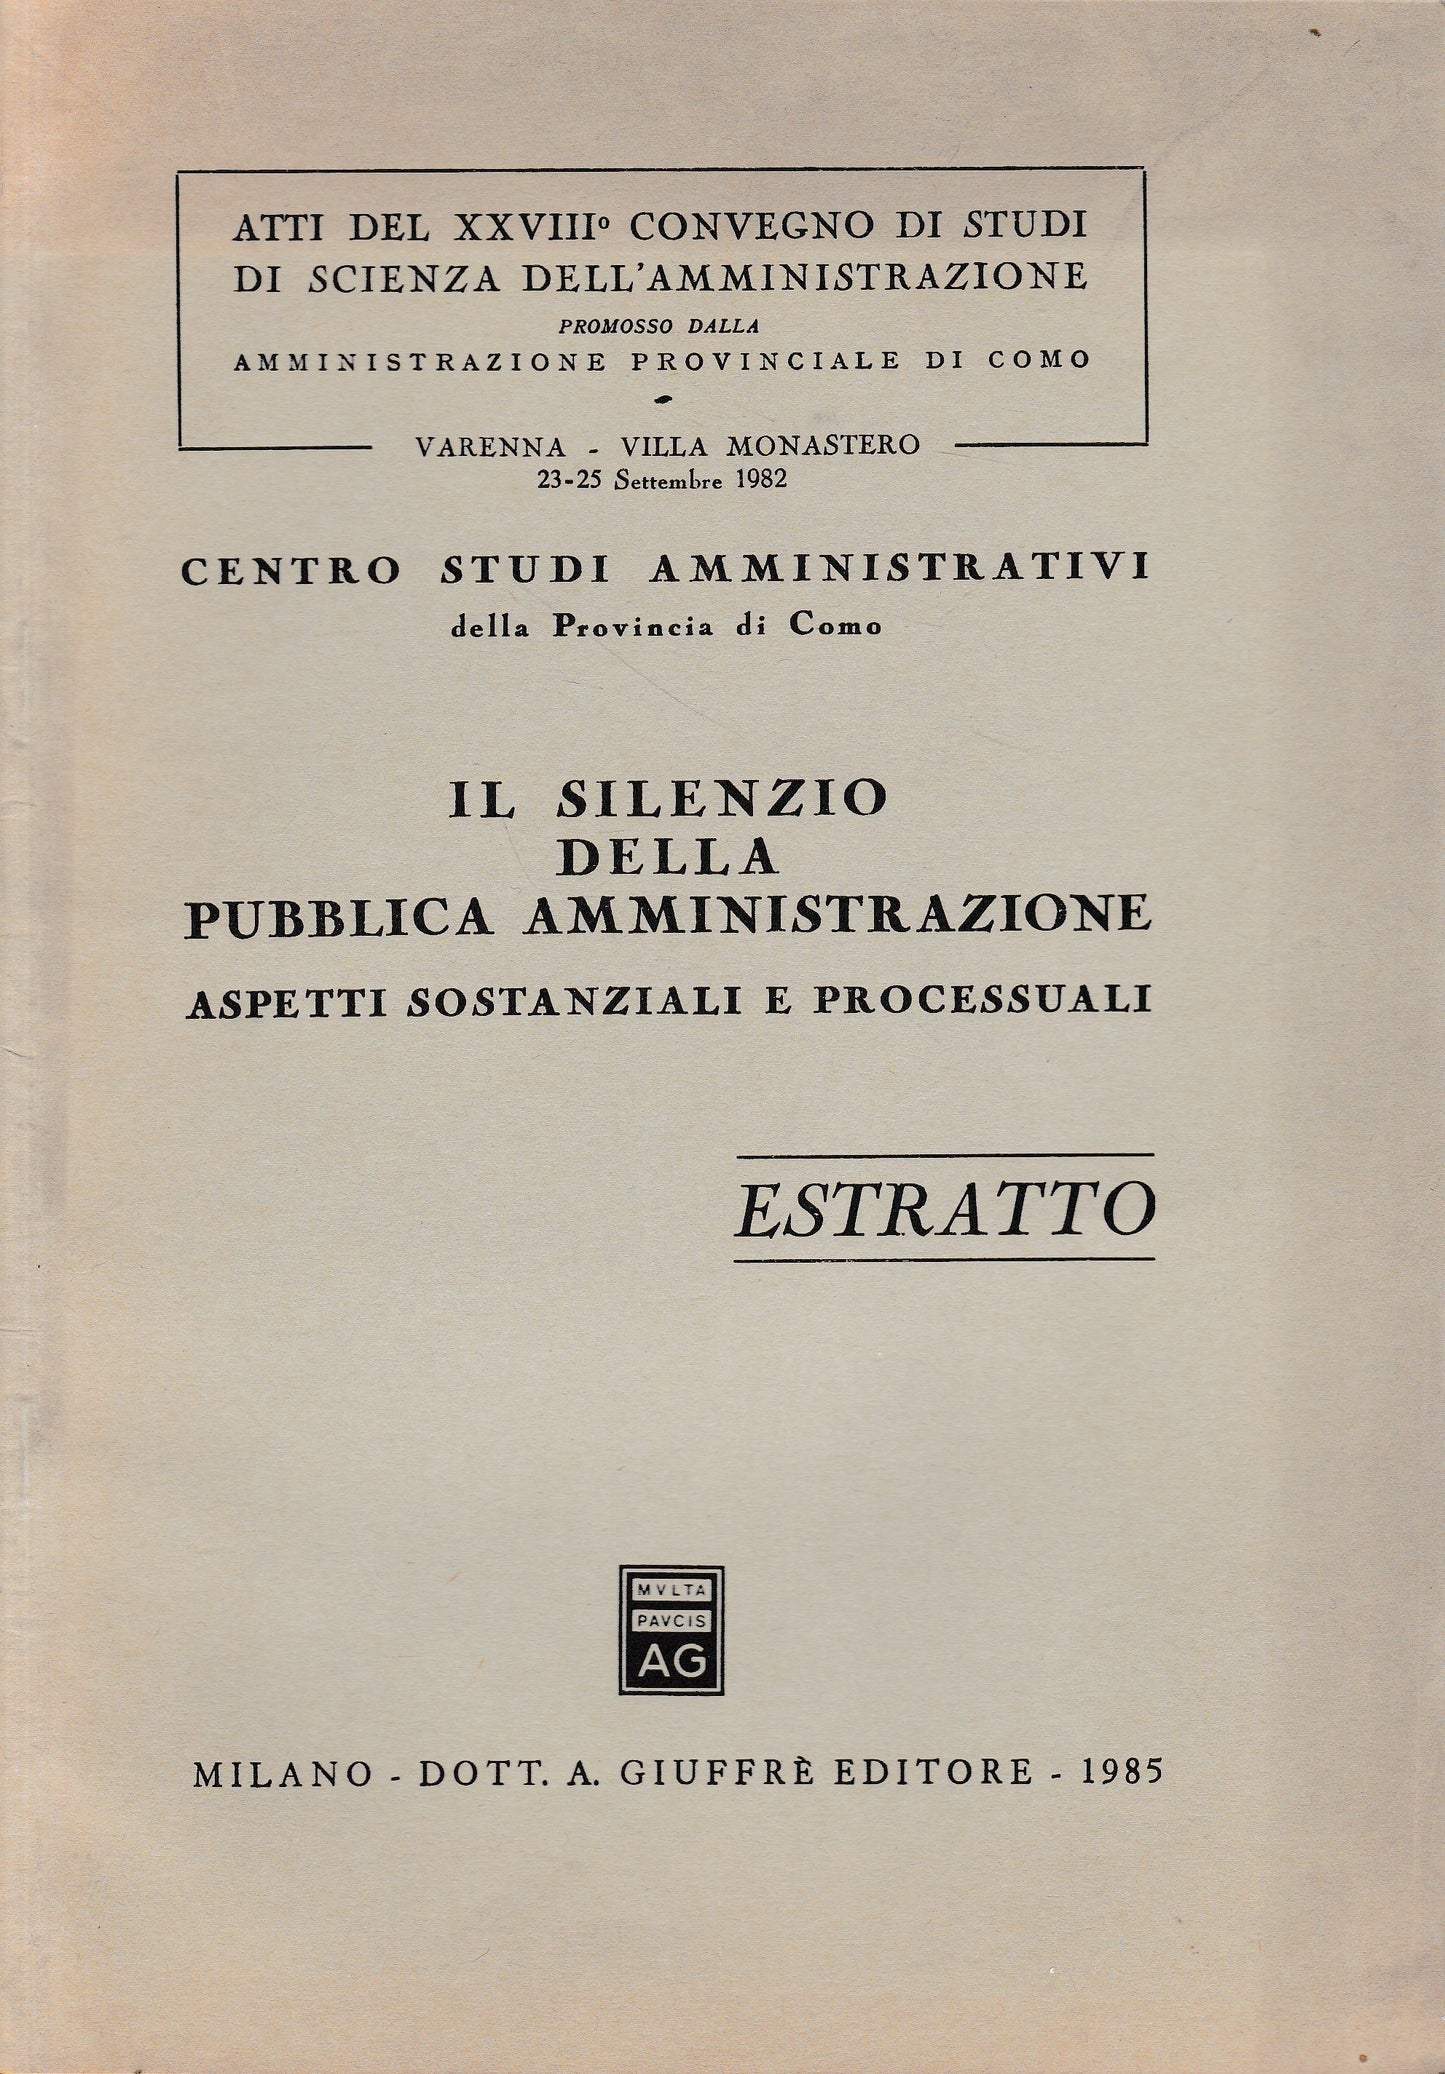 ATTI DEL XXVIIIº CONVEGNO DI STUDI
DI SCIENZA DELL'AMMINISTRAZIONE
PROMOSSO DALLA
AMMINISTRAZIONE PROVINCIALE DI COMO
VARENNA - VILLA MONASTERO
23-25 Settembre 1982
CENTRO STUDI AMMINISTRATIVI
della Provincia di Como
IL SILENZIO
DELLA
PUBBLICA AMMINISTRAZIONE
ASPETTI SOSTANZIALI E PROCESSUALI
ESTRATTO
MVLTA
PAVCIS
AG
MILANO - DOTT. A. GIUFFRÈ EDITORE - 1985